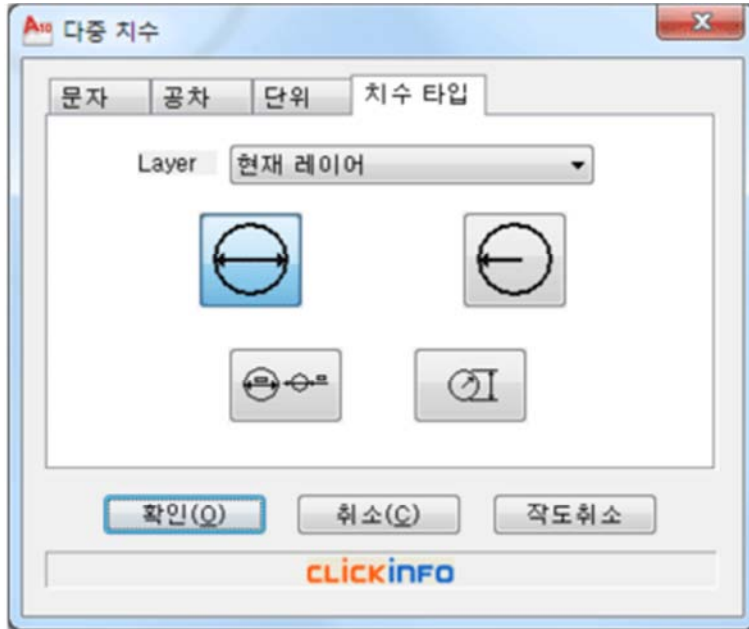 A10 다중 치수
문자 공차 단위 치수 타입
Layer 현재 레이어
확인(O) 취소(C) 작도취소
CLiCKiNFO